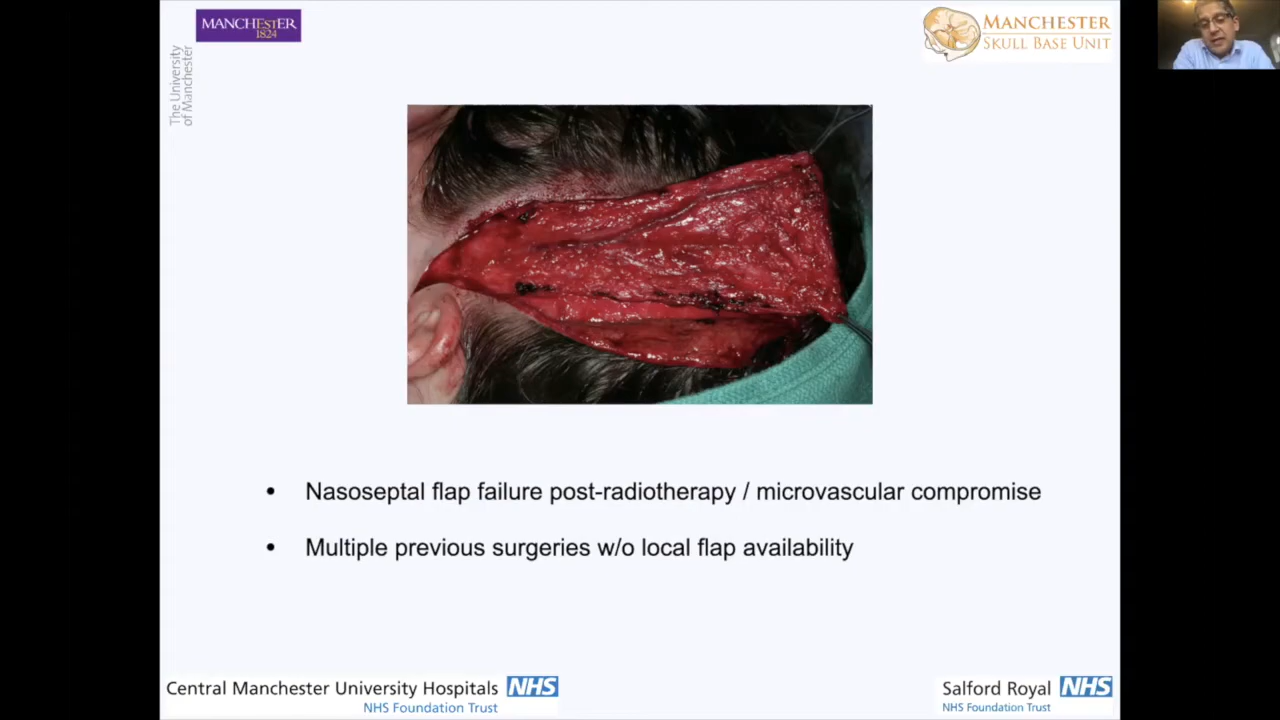 MANCHESTER
1824
The University
of Manchester
MANCHESTER
SKULL BASE UNIT
• Nasoseptal flap failure post-radiotherapy / microvascular compromise
• Multiple previous surgeries w/o local flap availability
Central Manchester University Hospitals NHS
NHS Foundation Trust
Salford Royal NHS
NHS Foundation Trust